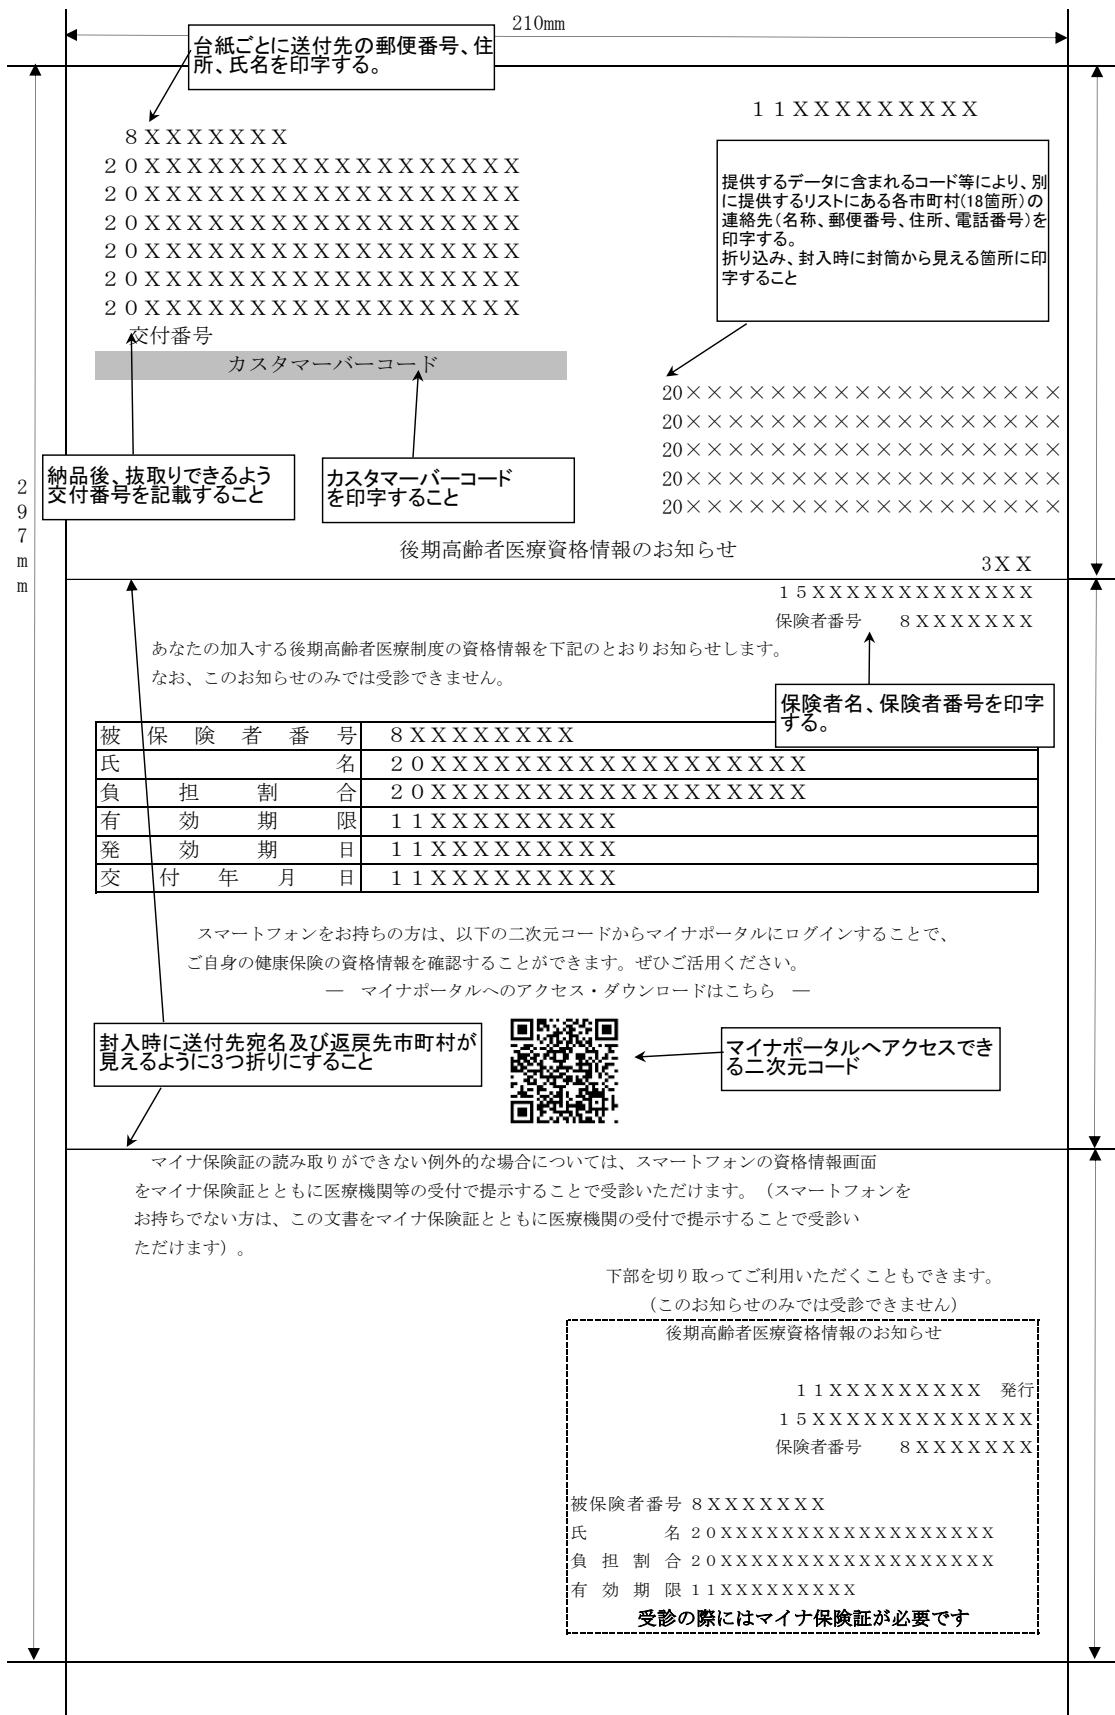 210mm
台紙ごとに送付先の郵便番号、住
所、氏名を印字する。
１１XXXXXXXXX
８XXXXXXX
２０XXXXXXXXXXXXXXXXXX
２０XXXXXXXXXXXXXXXXXX
２０XXXXXXXXXXXXXXXXXX
２０XXXXXXXXXXXXXXXXXX
２０XXXXXXXXXXXXXXXXXX
２０XXXXXXXXXXXXXXXXXX
交付番号
カスタマーバーコード
提供するデータに含まれるコード等により、別
に提供するリストにある各市町村(18箇所)の
連絡先(名称、郵便番号、住所、電話番号)を
印字する。
折り込み、封入時に封筒から見える箇所に印
字すること
20××××××××××××××××××
20××××××××××××××××××
20××××××××××××××××××
20××××××××××××××××××
20××××××××××××××××××
納品後、抜取りできるよう
交付番号を記載すること
カスタマーバーコード
を印字すること
297mm
後期高齢者医療資格情報のお知らせ
3XX
１５XXXXXXXXXXXXX
保険者番号　８XXXXXXX
あなたの加入する後期高齢者医療制度の資格情報を下記のとおりお知らせします。
なお、このお知らせのみでは受診できません。
保険者名、保険者番号を印字
する。
被保険者番号　８XXXXXXXX
氏名　２０XXXXXXXXXXXXXXXXXX
負担割合　２０XXXXXXXXXXXXXXXXXX
有効期限　１１XXXXXXXXX
発効期日　１１XXXXXXXXX
交付年月日　１１XXXXXXXXX
スマートフォンをお持ちの方は、以下の二次元コードからマイナポータルにログインすることで、
ご自身の健康保険の資格情報を確認することができます。ぜひご活用ください。
―　マイナポータルへのアクセス・ダウンロードはこちら　―
封入時に送付先宛名及び返戻先市町村が
見えるように3つ折りにすること
マイナポータルへアクセスでき
る二次元コード
マイナ保険証の読み取りができない例外的な場合については、スマートフォンの資格情報画面
をマイナ保険証とともに医療機関等の受付で提示することで受診いただけます。（スマートフォンを
お持ちでない方は、この文書をマイナ保険証とともに医療機関の受付で提示することで受診い
ただけます）。
下部を切り取ってご利用いただくこともできます。
（このお知らせのみでは受診できません）
後期高齢者医療資格情報のお知らせ
１１XXXXXXXXX　発行
１５XXXXXXXXXXXXX
保険者番号　８XXXXXXX
被保険者番号 ８XXXXXXX
氏名 ２０XXXXXXXXXXXXXXXXXX
負担割合 ２０XXXXXXXXXXXXXXXXXX
有効期限 １１XXXXXXXXX
受診の際にはマイナ保険証が必要です